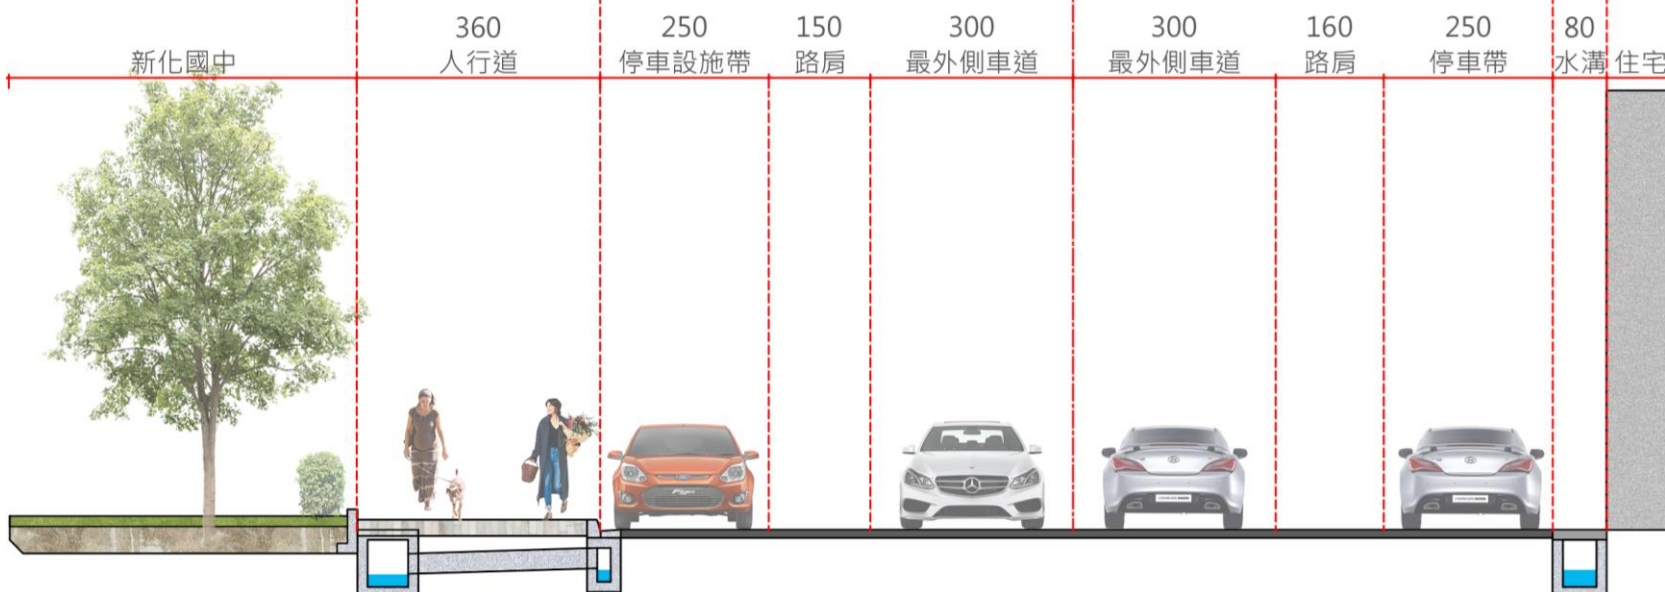 新化國中
360
人行道
250
停車設施帶
150
路肩
300
最外側車道
300
最外側車道
160
路肩
250
停車帶
80
水溝
住宅